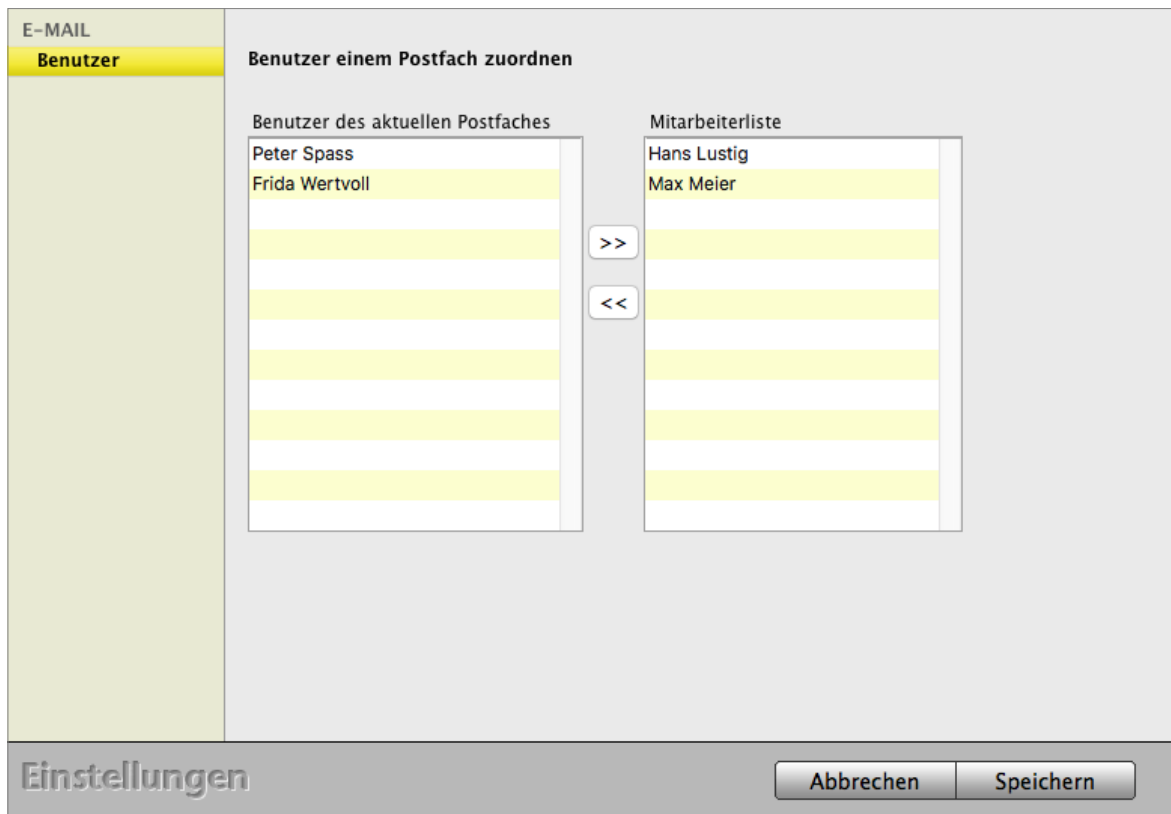 E-MAIL
Benutzer
Benutzer einem Postfach zuordnen
Benutzer des aktuellen Postfaches
Peter Spass
Frida Wertvoll
>>
<<
Mitarbeiterliste
Hans Lustig
Max Meier
Einstellungen
Abbrechen
Speichern